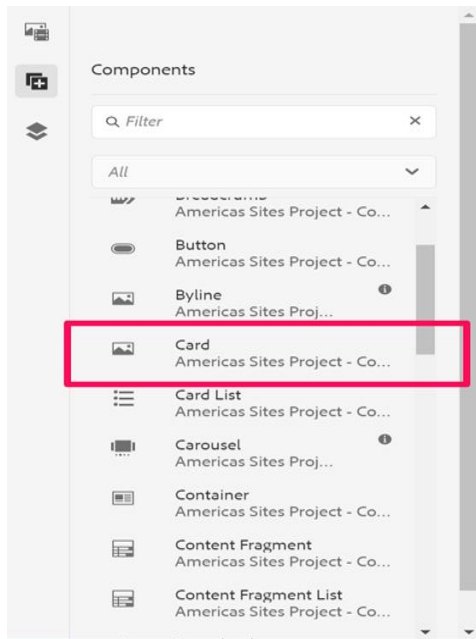 Components
Filter
All
Breadcrumb
Americas Sites Project - Co...
Button
Americas Sites Project - Co...
Byline
Americas Sites Proj...
Card
Americas Sites Project - Co...
Card List
Americas Sites Project - Co...
Carousel
Americas Sites Proj...
Container
Americas Sites Project - Co...
Content Fragment
Americas Sites Project - Co...
Content Fragment List
Americas Sites Project - Co...